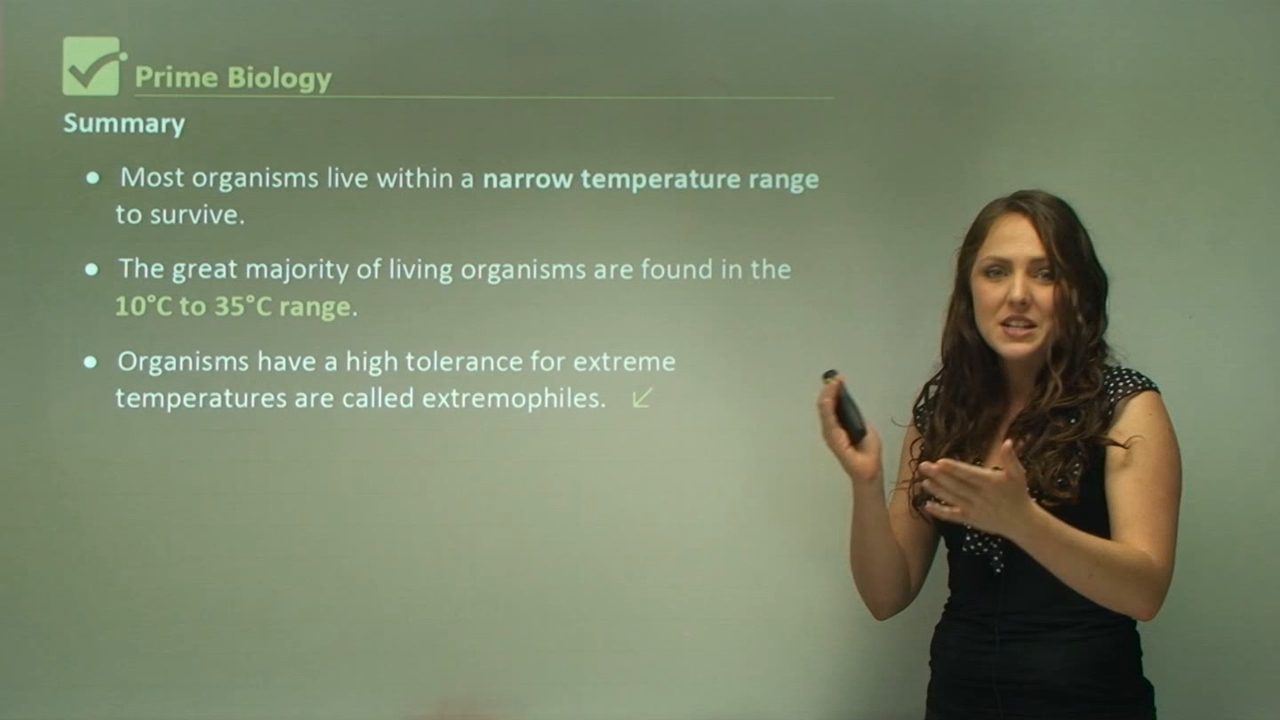 Prime Biology
Summary
• Most organisms live within a narrow temperature range
to survive.
• The great majority of living organisms are found in the
10°C to 35°C range.
• Organisms have a high tolerance for extreme
temperatures are called extremophiles. ↙